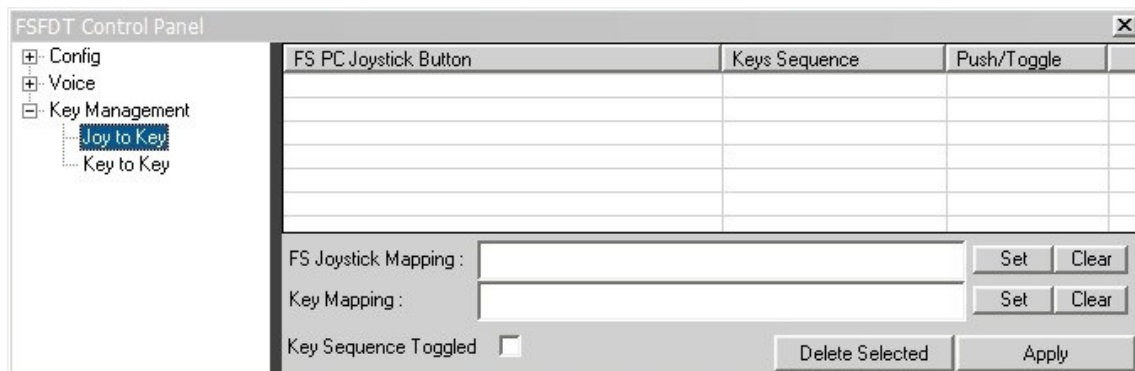 FSFDT Control Panel
Config
Voice
Key Management
Joy to Key
Key to Key
FS PC Joystick Button Keys Sequence Push/Toggle
FS Joystick Mapping : Set Clear
Key Mapping : Set Clear
Key Sequence Toggled Delete Selected Apply